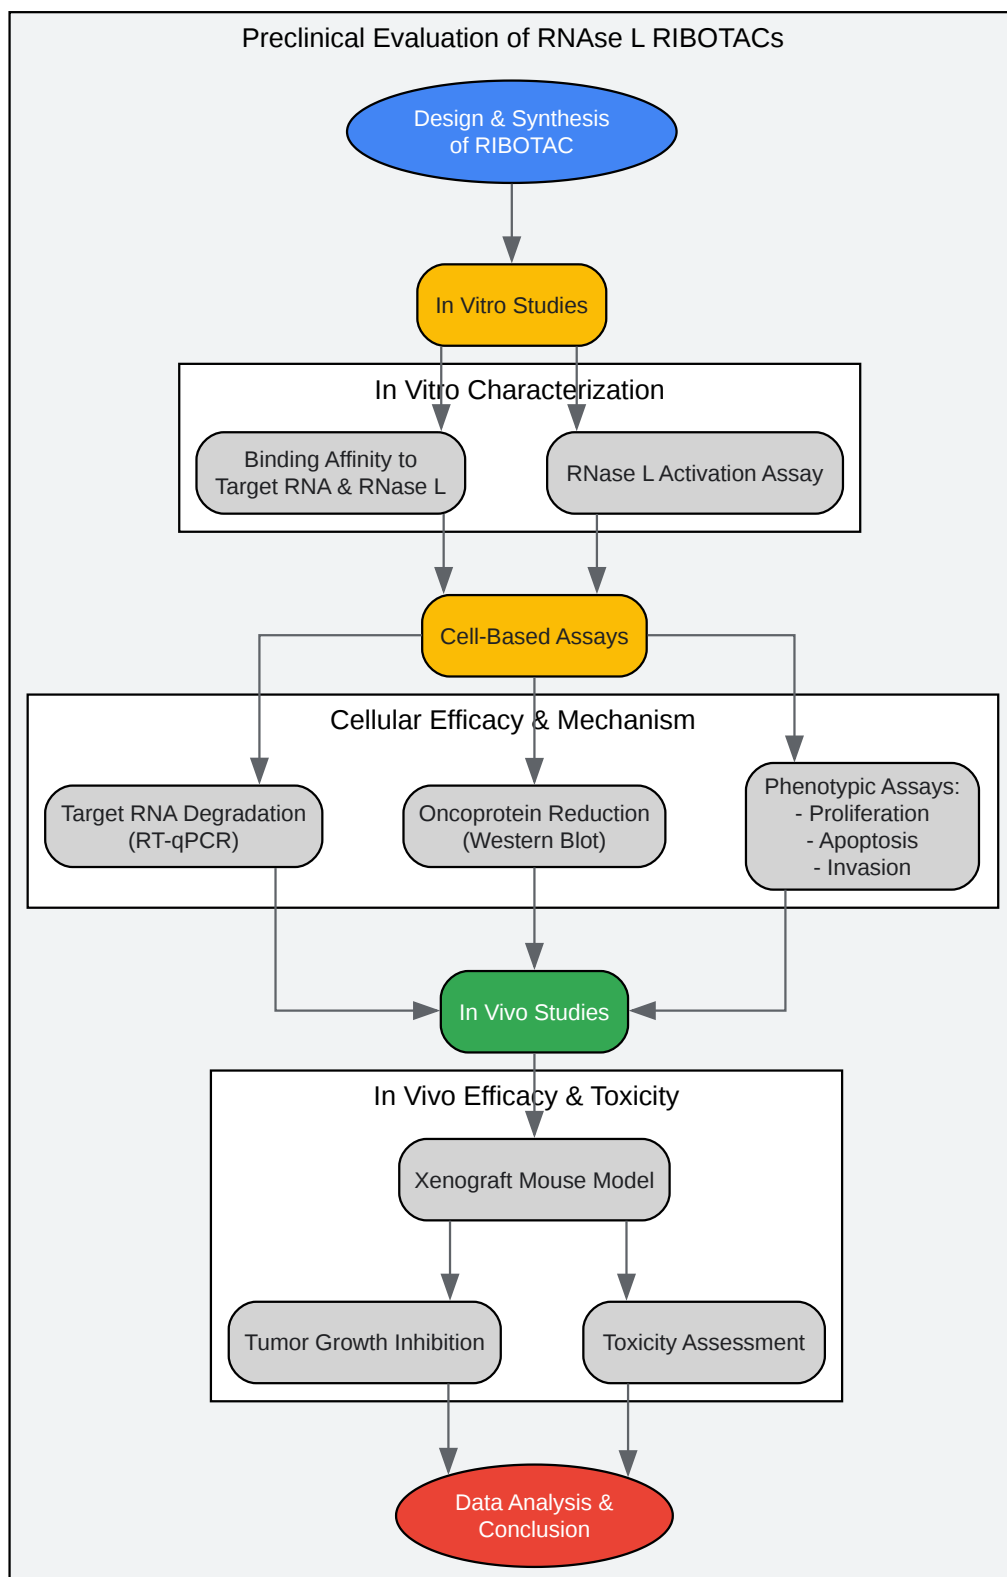 Preclinical Evaluation of RNAse L RIBOTACs
Design & Synthesis
of RIBOTAC
In Vitro Studies
In Vitro Characterization
Binding Affinity to
Target RNA & RNase L
RNase L Activation Assay
Cell-Based Assays
Cellular Efficacy & Mechanism
Target RNA Degradation
(RT-qPCR)
Oncoprotein Reduction
(Western Blot)
Phenotypic Assays:
- Proliferation
- Apoptosis
- Invasion
In Vivo Studies
In Vivo Efficacy & Toxicity
Xenograft Mouse Model
Tumor Growth Inhibition
Toxicity Assessment
Data Analysis &
Conclusion